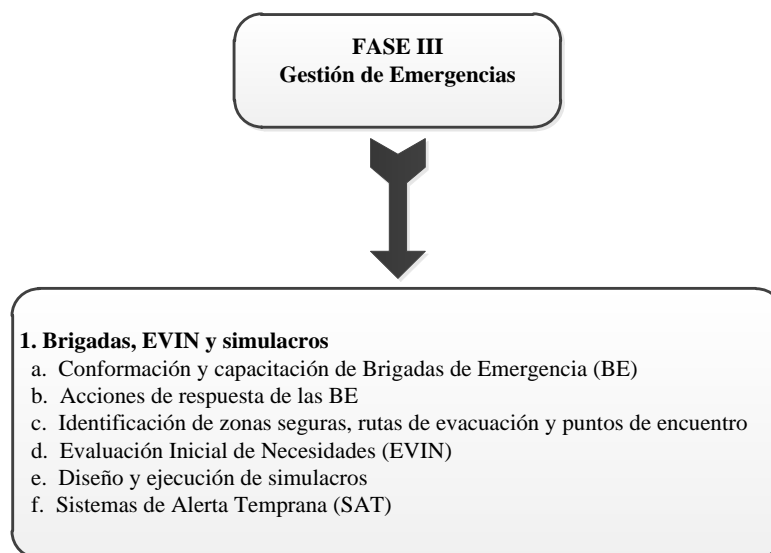 FASE III
Gestión de Emergencias
1. Brigadas, EVIN y simulacros
a. Conformación y capacitación de Brigadas de Emergencia (BE)
b. Acciones de respuesta de las BE
c. Identificación de zonas seguras, rutas de evacuación y puntos de encuentro
d. Evaluación Inicial de Necesidades (EVIN)
e. Diseño y ejecución de simulacros
f. Sistemas de Alerta Temprana (SAT)